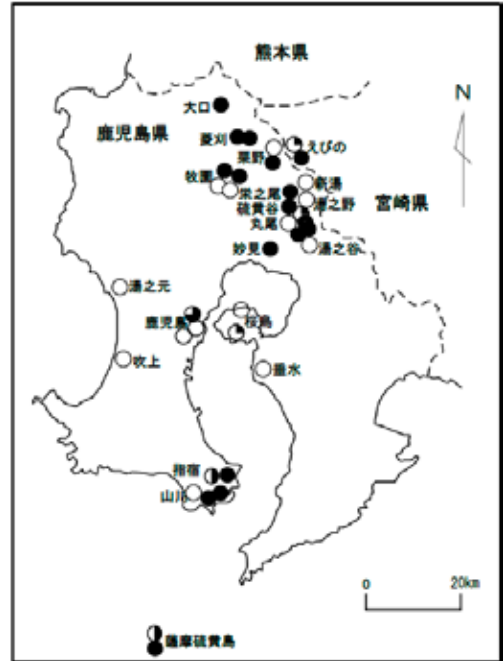 熊本県
N
大口
鹿児島県
菱刈
栗野
えびの
牧園
新湯
栄之尾
湯之野
硫黄谷
宮崎県
丸尾
妙見
湯之谷
湯之元
鹿児島
桜島
吹上
垂水
指宿
山川
0 20km
薩摩硫黄島